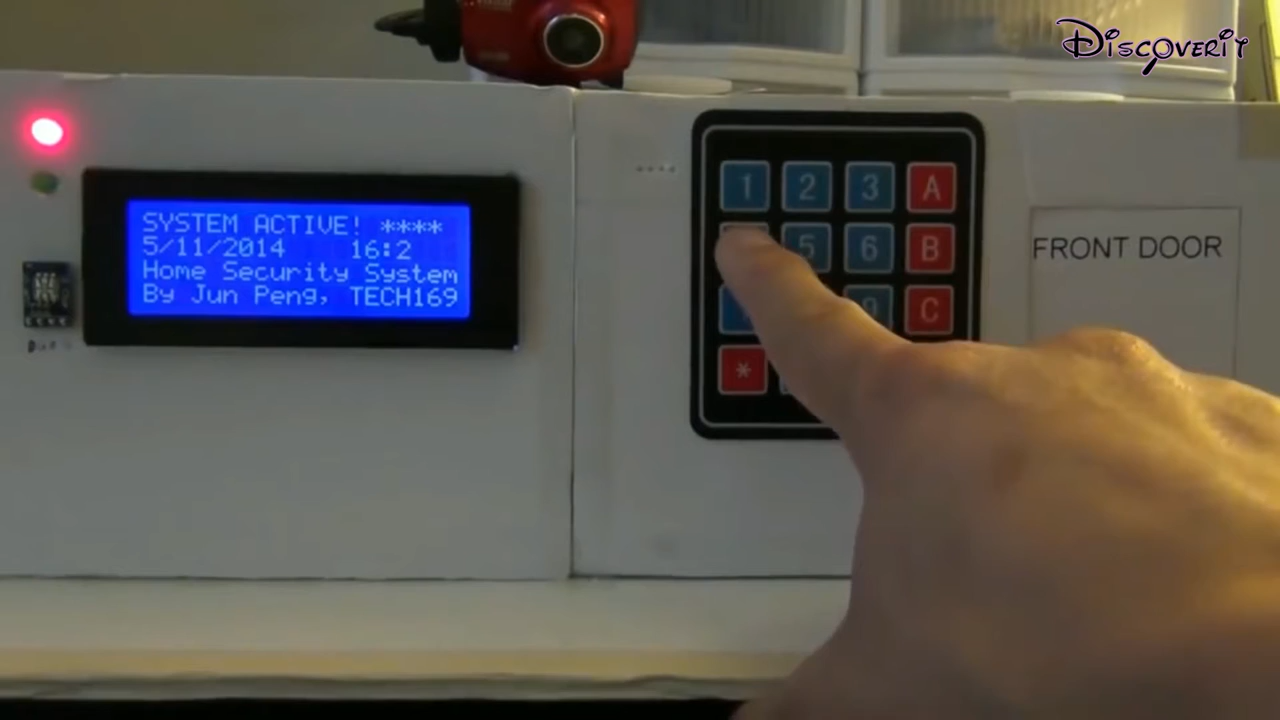 Discoverit
SYSTEM ACTIVE! ****
5/11/2014 16:2
Home Security System
By Jun Peng, TECH169
1 2 3 A
5 6 B
9 C
*
FRONT DOOR